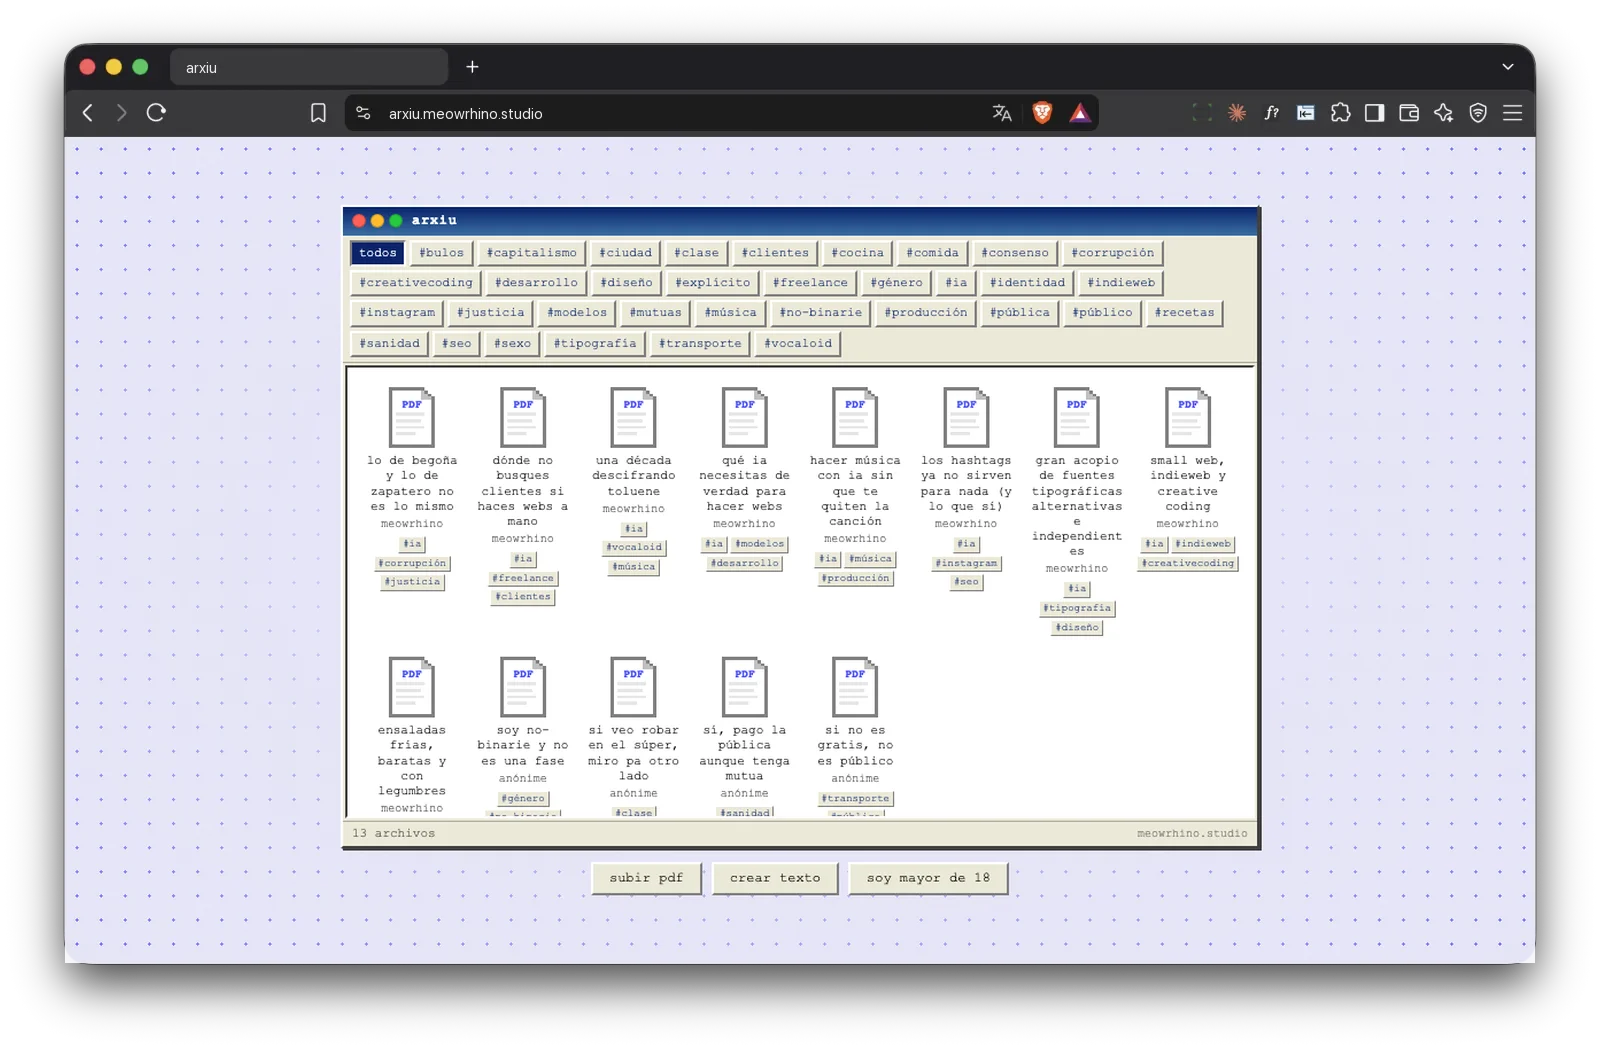 arxiu
arxiu.meowrhino.studio
f?
arxiu
todos #bulos #capitalismo #ciudad #clase #clientes #cocina #comida #consenso #corrupción
#creativecoding #desarrollo #diseño #explícito #freelance #género #ia #identidad #indieweb
#instagram #justicia #modelos #mutuas #música #no-binarie #producción #pública #público #recetas
#sanidad #seo #sexo #tipografía #transporte #vocaloid
PDF
lo de begoña
y lo de
zapatero no
es lo mismo
meowrhino
#ia
#corrupción
#justicia
PDF
dónde no
busques
clientes si
haces webs a
mano
meowrhino
#ia
#freelance
#clientes
PDF
una década
descifrando
toluene
meowrhino
#ia
#vocaloid
#música
PDF
qué ia
necesitas de
verdad para
hacer webs
meowrhino
#ia #modelos
#desarrollo
PDF
hacer música
con ia sin
que te
quiten la
canción
meowrhino
#ia #música
#producción
PDF
los hashtags
ya no sirven
para nada (y
lo que sí)
meowrhino
#ia
#instagram
#seo
PDF
gran acopio
de fuentes
tipográficas
alternativas
e
independient
es
meowrhino
#ia
#tipografía
#diseño
PDF
small web,
indieweb y
creative
coding
meowrhino
#ia #indieweb
#creativecoding
PDF
ensaladas
frías,
baratas y
con
legumbres
meowrhino
PDF
soy no-
binarie y no
es una fase
anónime
#género
#no-binarie
PDF
si veo robar
en el súper,
miro pa otro
lado
anónime
#clase
PDF
sí, pago la
pública
aunque tenga
mutua
anónime
#sanidad
PDF
si no es
gratis, no
es público
anónime
#transporte
#público
13 archivos
meowrhino.studio
subir pdf
crear texto
soy mayor de 18